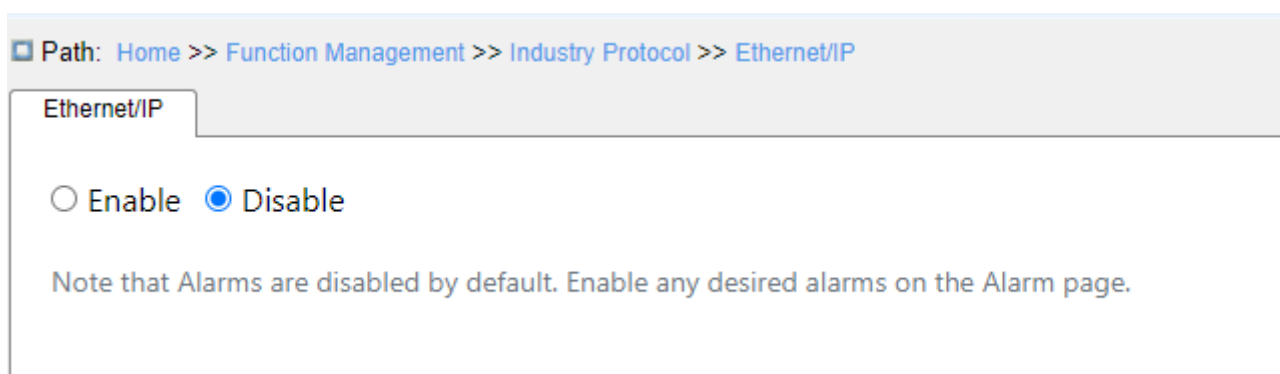 Path: Home >> Function Management >> Industry Protocol >> Ethernet/IP
Ethernet/IP
Enable Disable
Note that Alarms are disabled by default. Enable any desired alarms on the Alarm page.